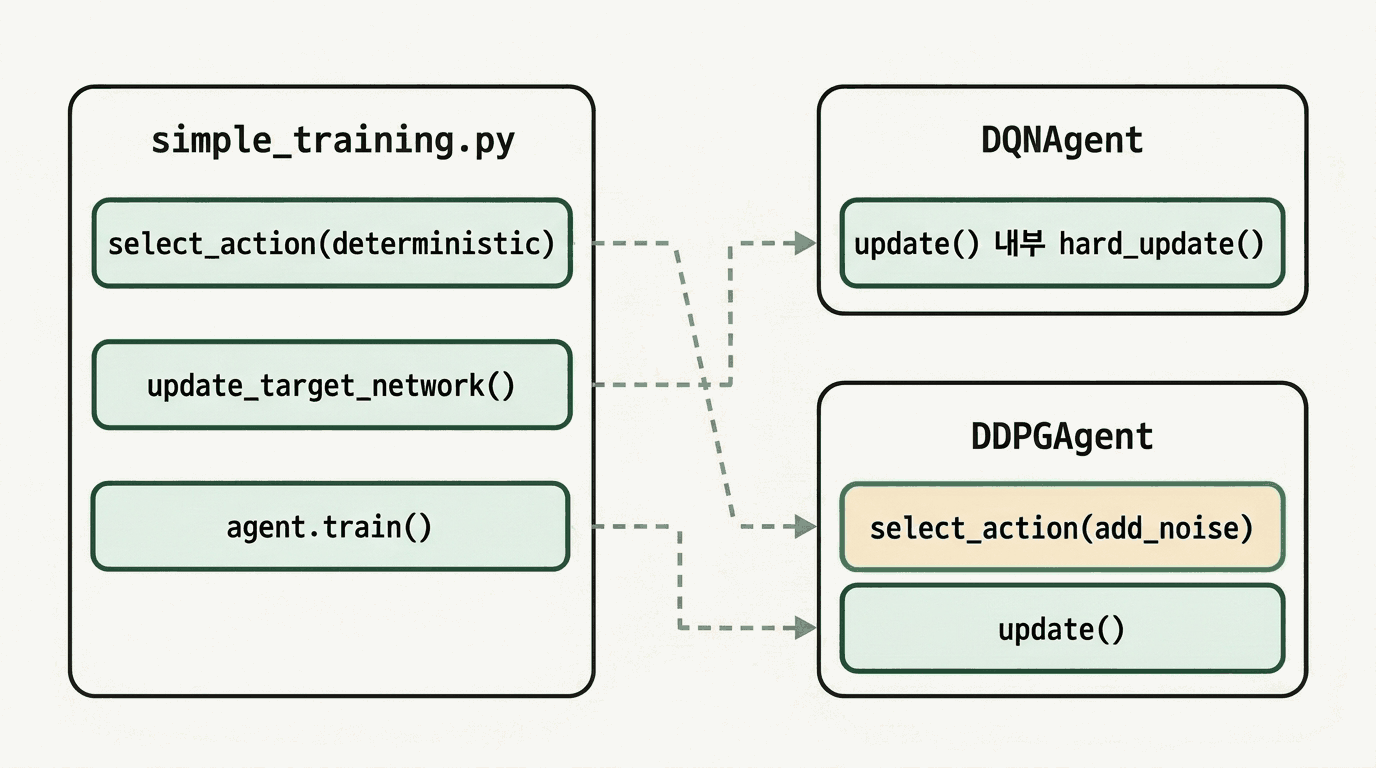 simple_training.py
select_action(deterministic)
update_target_network()
agent.train()
DQNAgent
update() 내부 hard_update()
DDPGAgent
select_action(add_noise)
update()